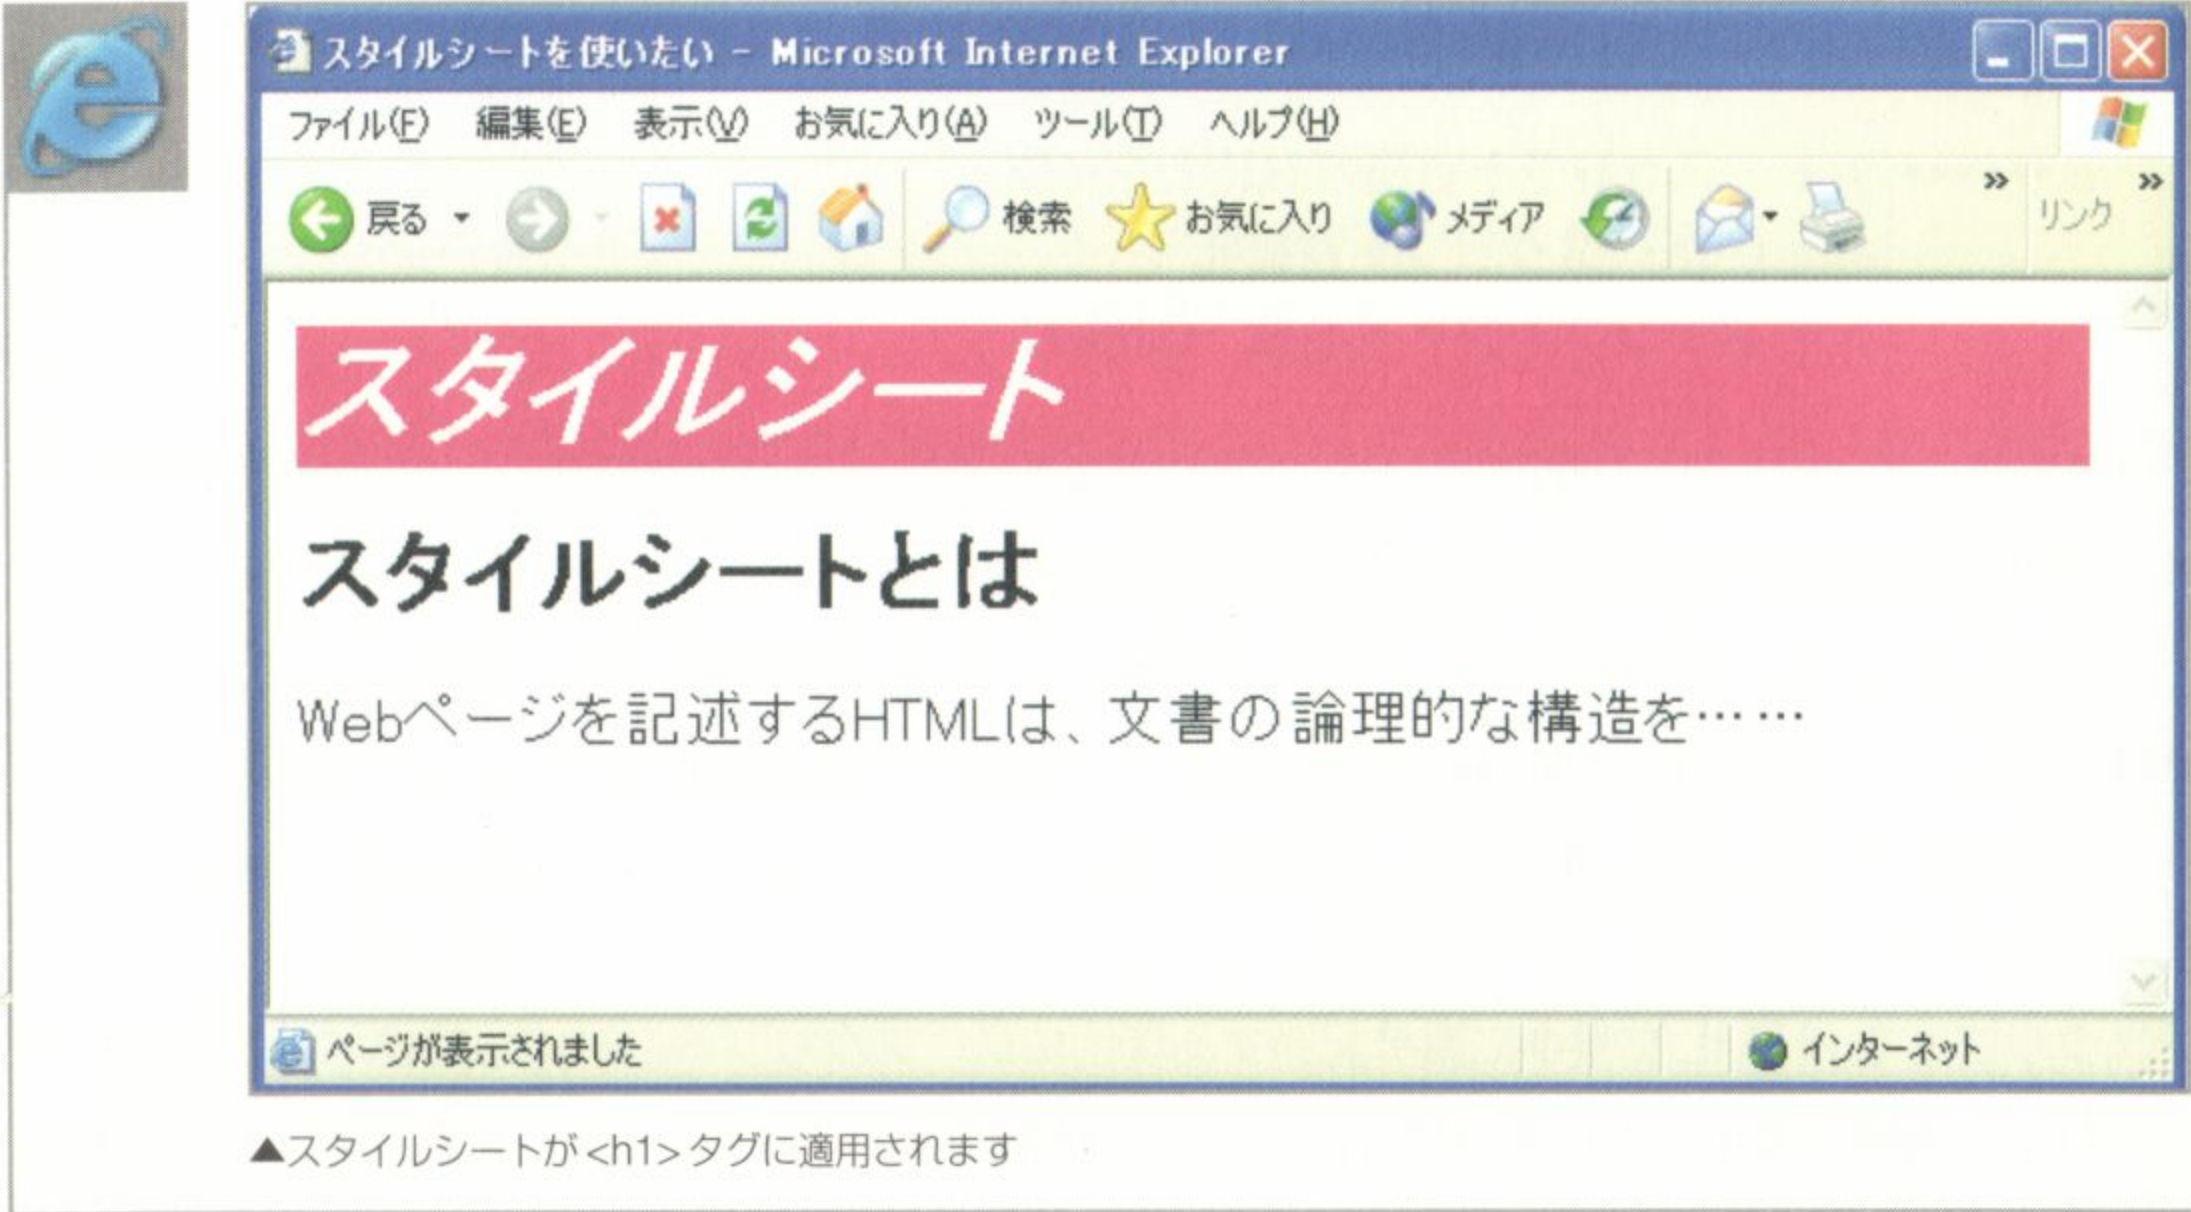 スタイルシートを使いたい - Microsoft Internet Explorer
ファイル(F) 編集(E) 表示(V) お気に入り(A) ツール(T) ヘルプ(H)
戻る 検索 お気に入り メディア » リンク »
スタイルシート
スタイルシートとは
Webページを記述するHTMLは、文書の論理的な構造を……
ページが表示されました インターネット
▲スタイルシートが<h1>タグに適用されます